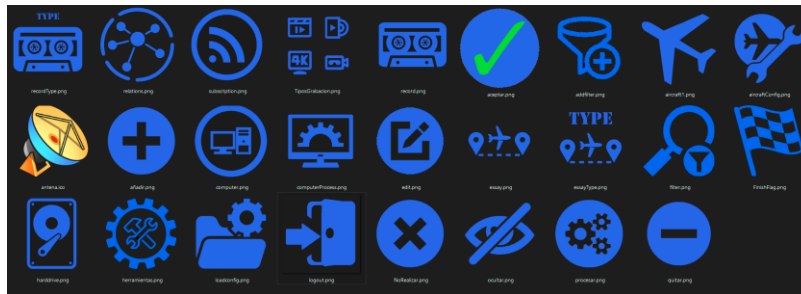 TYPE
recordType.png
relations.png
subscription.png
4K
TiposGrabacion.png
record.png
aceptar.png
addfilter.png
aircraft1.png
aircraftConfig.png
antena.ico
añadir.png
computer.png
computerProcess.png
edit.png
essay.png
TYPE
essayType.png
filter.png
FinishFlag.png
harddrive.png
herramientas.png
loadconfig.png
logout.png
NoRealizar.png
ocultar.png
procesar.png
quitar.png